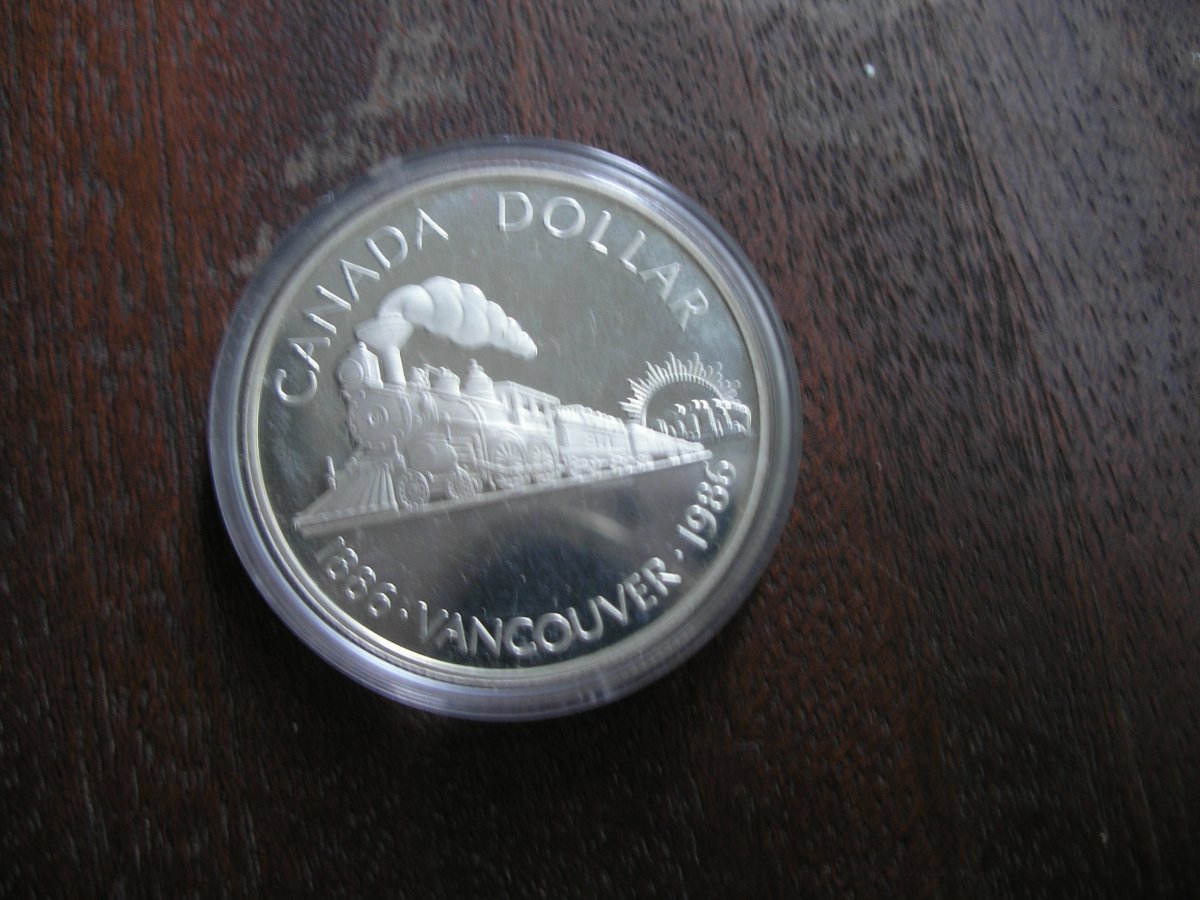 CANADA DOLLAR
1886 · VANCOUVER · 1986